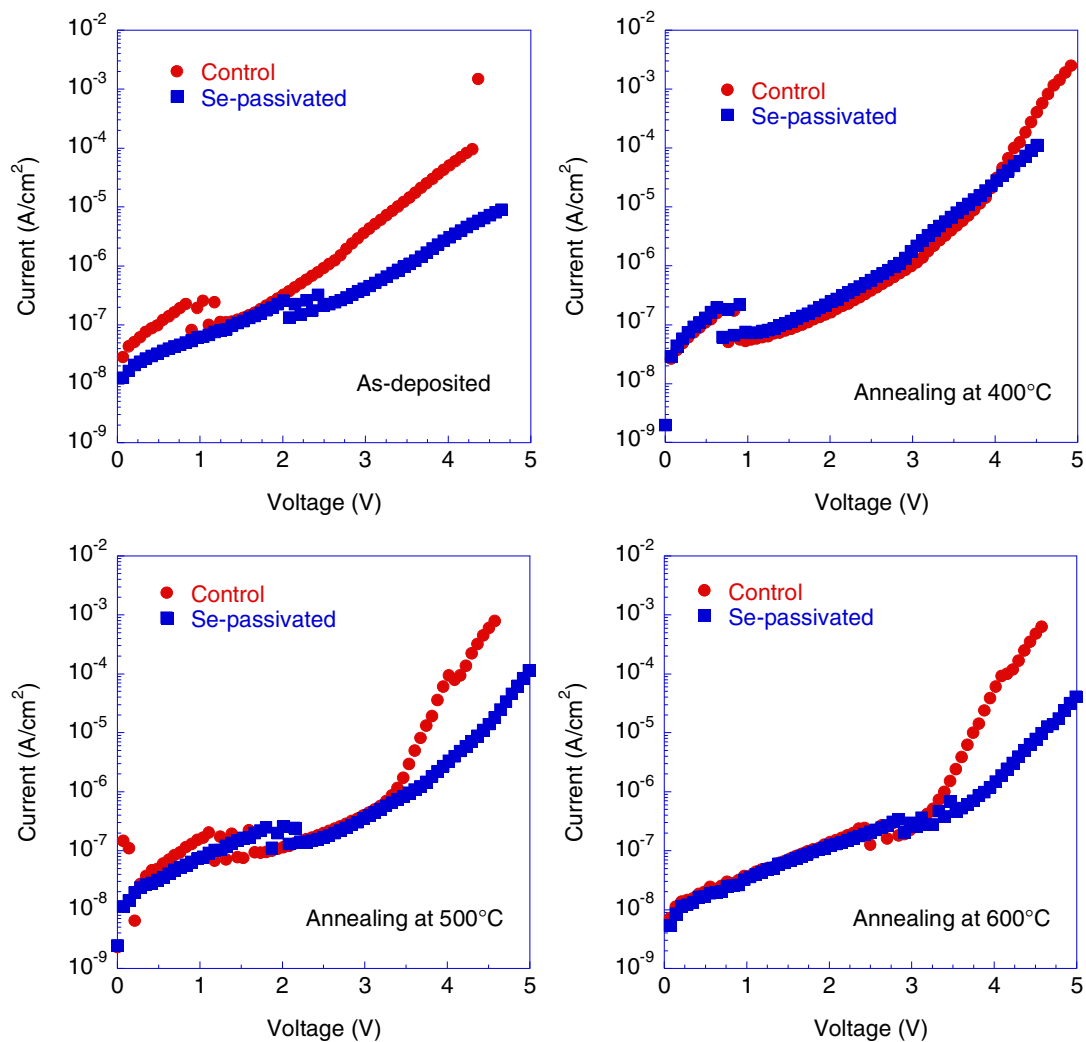 10⁻²
10⁻³
10⁻⁴
10⁻⁵
10⁻⁶
10⁻⁷
10⁻⁸
10⁻⁹
Current (A/cm²)
Control
Se-passivated
As-deposited
0 1 2 3 4 5
Voltage (V)
10⁻²
10⁻³
10⁻⁴
10⁻⁵
10⁻⁶
10⁻⁷
10⁻⁸
10⁻⁹
Current (A/cm²)
Control
Se-passivated
Annealing at 400°C
0 1 2 3 4 5
Voltage (V)
10⁻²
10⁻³
10⁻⁴
10⁻⁵
10⁻⁶
10⁻⁷
10⁻⁸
10⁻⁹
Current (A/cm²)
Control
Se-passivated
Annealing at 500°C
0 1 2 3 4 5
Voltage (V)
10⁻²
10⁻³
10⁻⁴
10⁻⁵
10⁻⁶
10⁻⁷
10⁻⁸
10⁻⁹
Current (A/cm²)
Control
Se-passivated
Annealing at 600°C
0 1 2 3 4 5
Voltage (V)